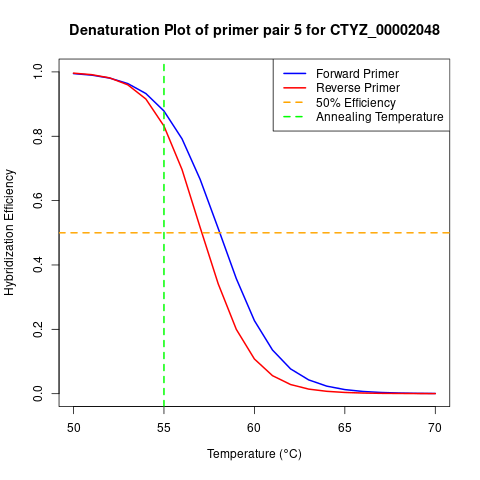 Denaturation Plot of primer pair 5 for CTYZ_00002048
Forward Primer
Reverse Primer
50% Efficiency
Annealing Temperature
Hybridization Efficiency
1.0
0.8
0.6
0.4
0.2
0.0
50 55 60 65 70
Temperature (°C)